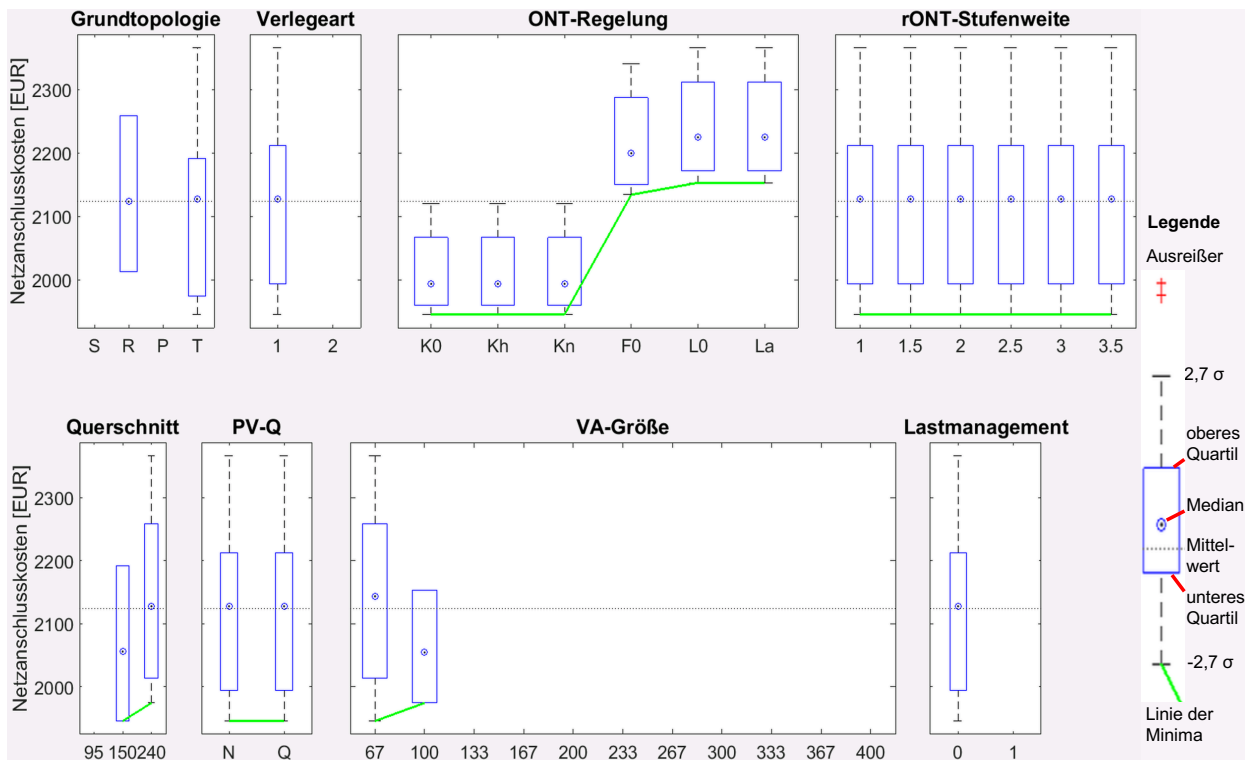 Grundtopologie
Verlegeart
ONT-Regelung
rONT-Stufenweite
Netzanschlusskosten [EUR]
2300
2200
2100
2000
S R P T
1 2
K0 Kh Kn F0 L0 La
1 1.5 2 2.5 3 3.5
Querschnitt
PV-Q
VA-Größe
Lastmanagement
Netzanschlusskosten [EUR]
2300
2200
2100
2000
95 150 240
N Q
67 100 133 167 200 233 267 300 333 367 400
0 1
Legende
Ausreißer
2,7 σ
oberes
Quartil
Median
Mittel-
wert
unteres
Quartil
-2,7 σ
Linie der
Minima